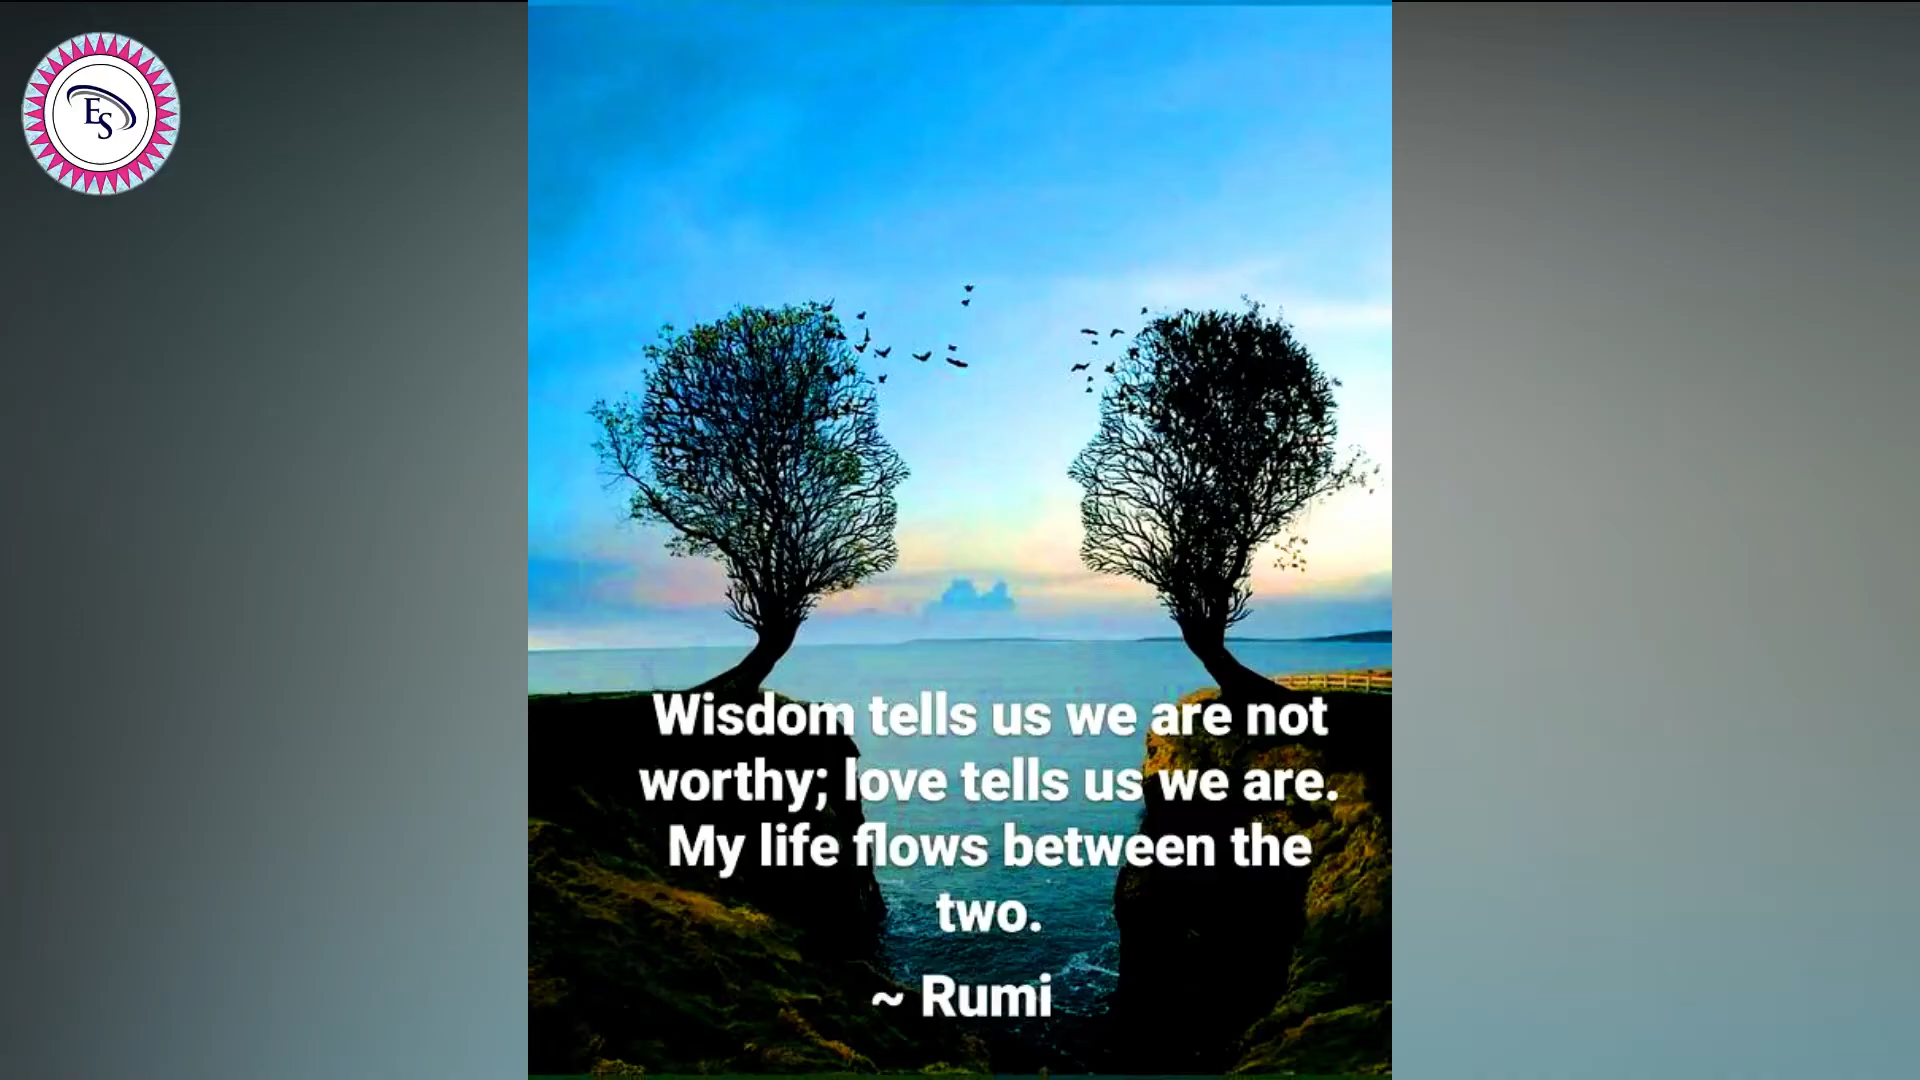 ES
Wisdom tells us we are not
worthy; love tells us we are.
My life flows between the
two.
~ Rumi